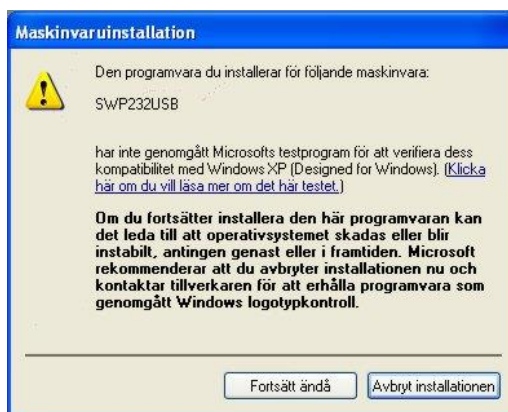 Maskinvaruinstallation
Den programvara du installerar för följande maskinvara:
SWP232USB
har inte genomgått Microsofts testprogram för att verifiera dess
kompatibilitet med Windows XP (Designed for Windows). (Klicka
här om du vill läsa mer om det här testet.)
Om du fortsätter installera den här programvaran kan
det leda till att operativsystemet skadas eller blir
instabilt, antingen genast eller i framtiden. Microsoft
rekommenderar att du avbryter installationen nu och
kontaktar tillverkaren för att erhålla programvara som
genomgått Windows logotypkontroll.
Fortsätt ändå
Avbryt installationen